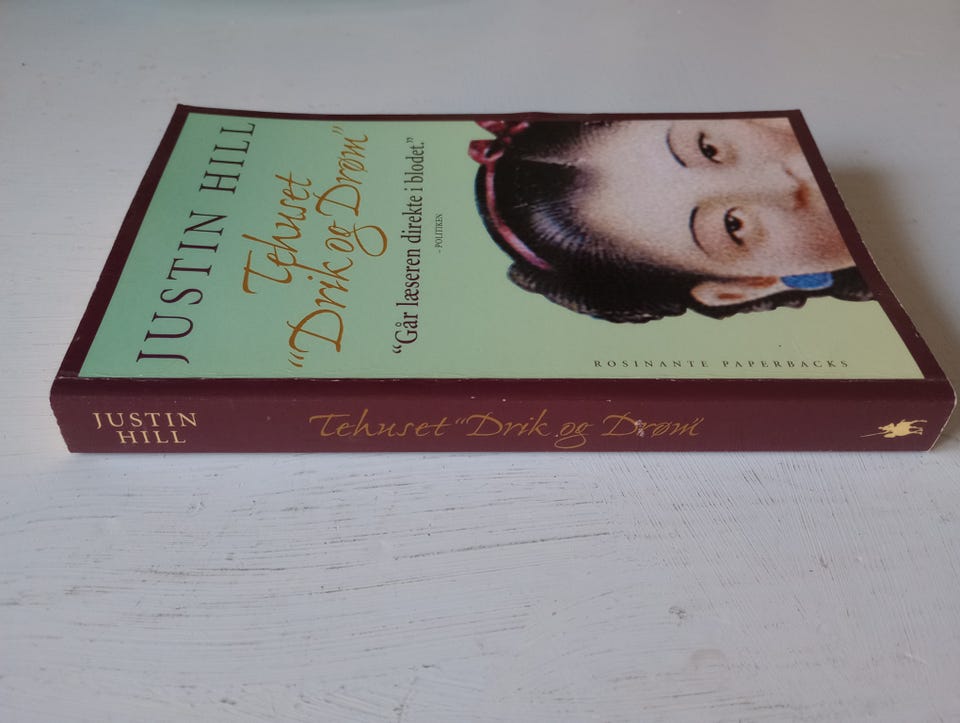 JUSTIN HILL
Tehuset
"Drik og Drøm"
"Går læseren direkte i blodet."
– POLITIKEN
ROSINANTE PAPERBACKS
JUSTIN
HILL
Tehuset "Drik og Drøm"